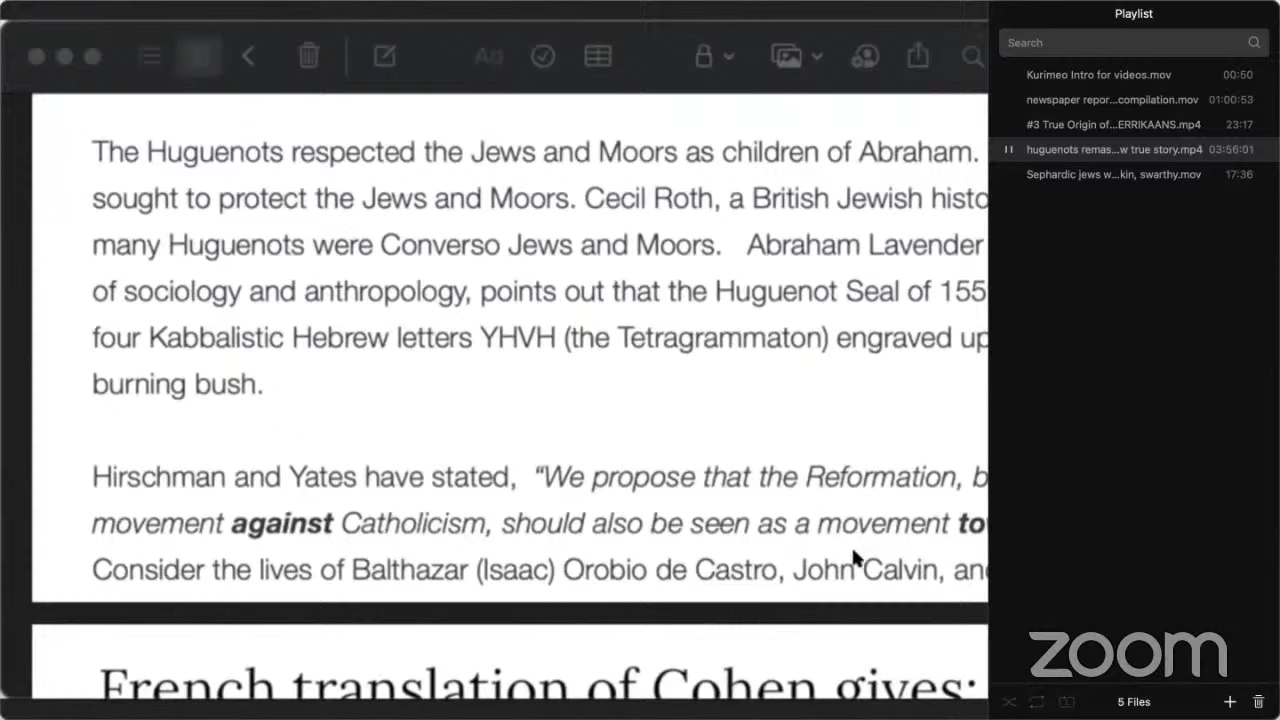 Playlist
Search
Kurimeo Intro for videos.mov 00:50
newspaper repor...compilation.mov 01:00:53
#3 True Origin of...ERRIKAANS.mp4 23:17
huguenots remas...w true story.mp4 03:56:01
Sephardic jews w...kin, swarthy.mov 17:36
Aa
The Huguenots respected the Jews and Moors as children of Abraham.
sought to protect the Jews and Moors. Cecil Roth, a British Jewish histo
many Huguenots were Converso Jews and Moors. Abraham Lavender
of sociology and anthropology, points out that the Huguenot Seal of 155
four Kabbalistic Hebrew letters YHVH (the Tetragrammaton) engraved up
burning bush.
Hirschman and Yates have stated, “We propose that the Reformation, b
movement against Catholicism, should also be seen as a movement to
Consider the lives of Balthazar (Isaac) Orobio de Castro, John Calvin, and
French translation of Cohen gives:
zoom
5 Files